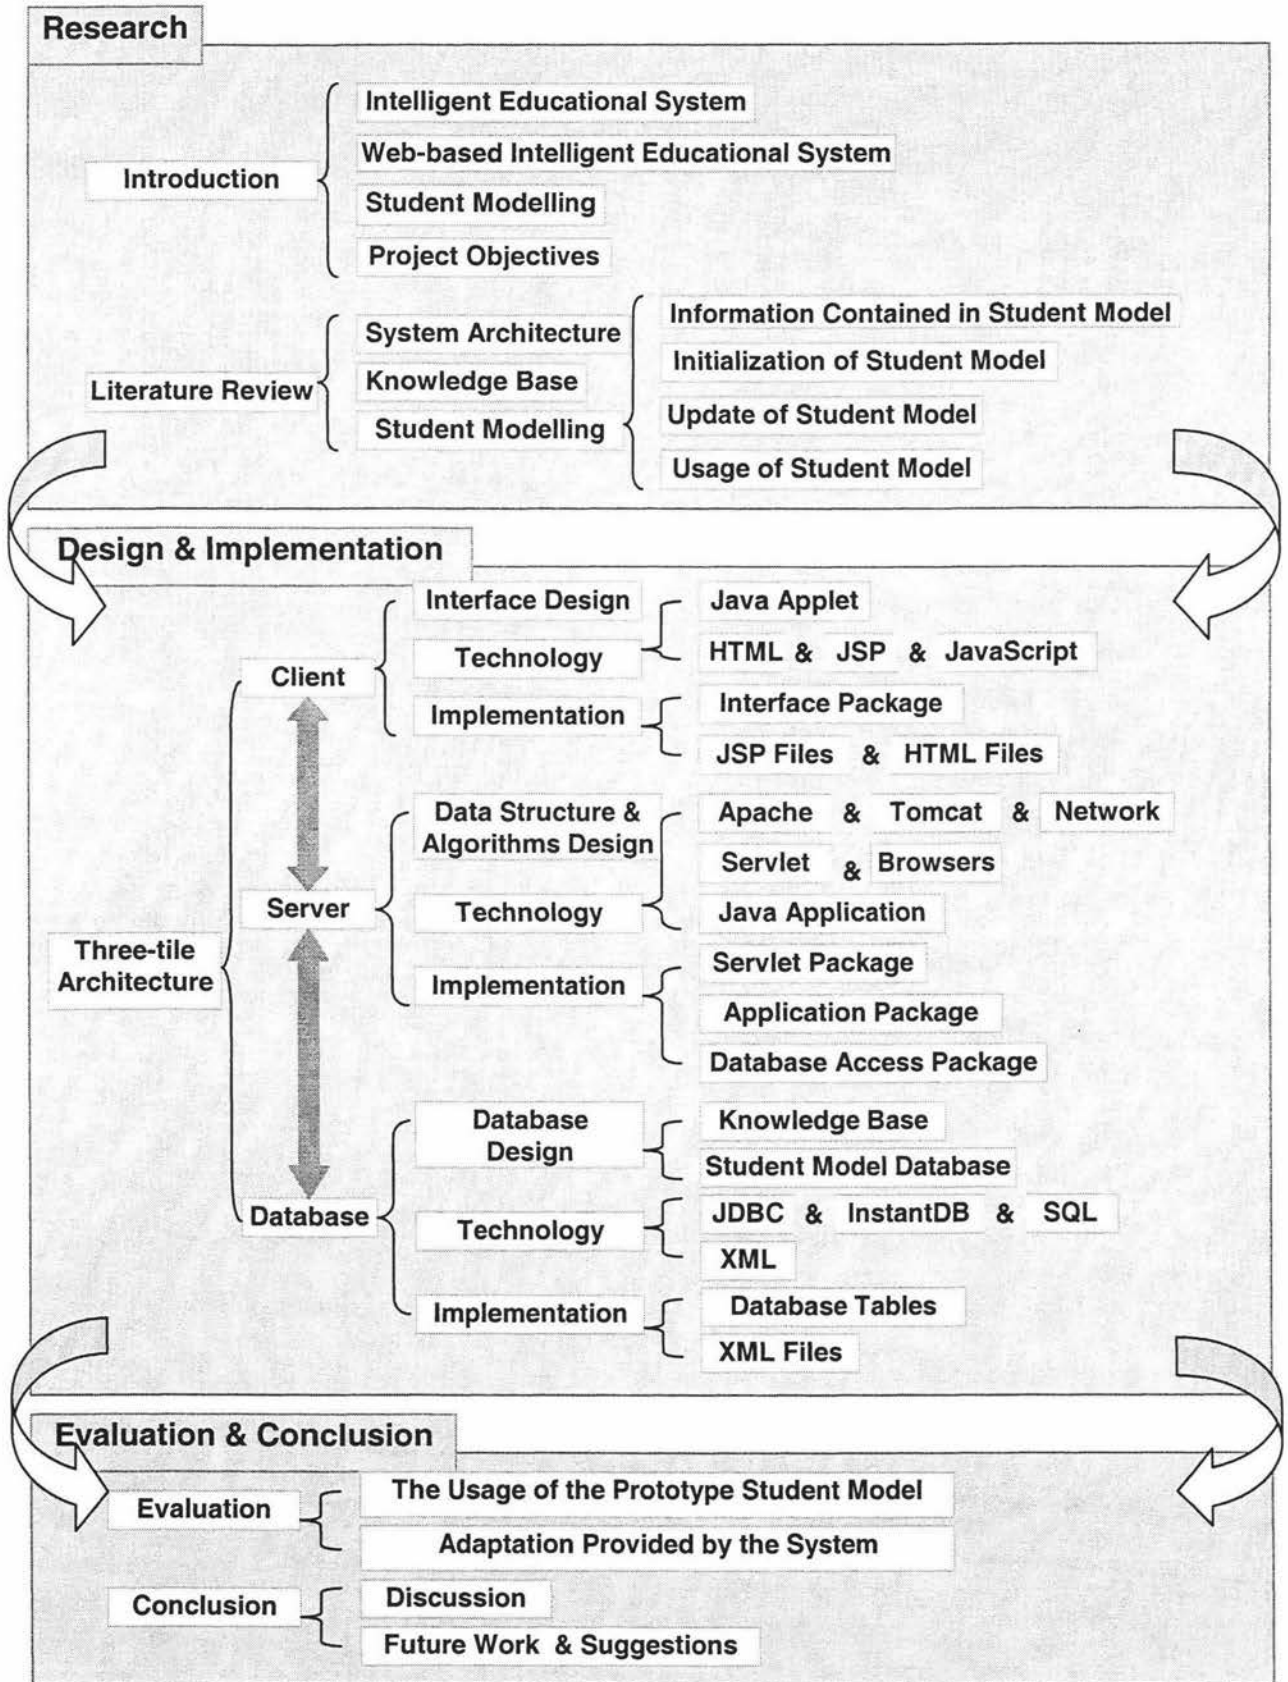 Research
Introduction
Intelligent Educational System
Web-based Intelligent Educational System
Student Modelling
Project Objectives
Literature Review
System Architecture
Knowledge Base
Student Modelling
Information Contained in Student Model
Initialization of Student Model
Update of Student Model
Usage of Student Model
Design & Implementation
Three-tile
Architecture
Client
Interface Design
Technology
Java Applet
HTML & JSP & JavaScript
Implementation
Interface Package
JSP Files & HTML Files
Server
Data Structure &
Algorithms Design
Technology
Apache & Tomcat & Network
Servlet & Browsers
Java Application
Implementation
Servlet Package
Application Package
Database Access Package
Database
Database
Design
Knowledge Base
Student Model Database
Technology
JDBC & InstantDB & SQL
XML
Implementation
Database Tables
XML Files
Evaluation & Conclusion
Evaluation
The Usage of the Prototype Student Model
Adaptation Provided by the System
Conclusion
Discussion
Future Work & Suggestions